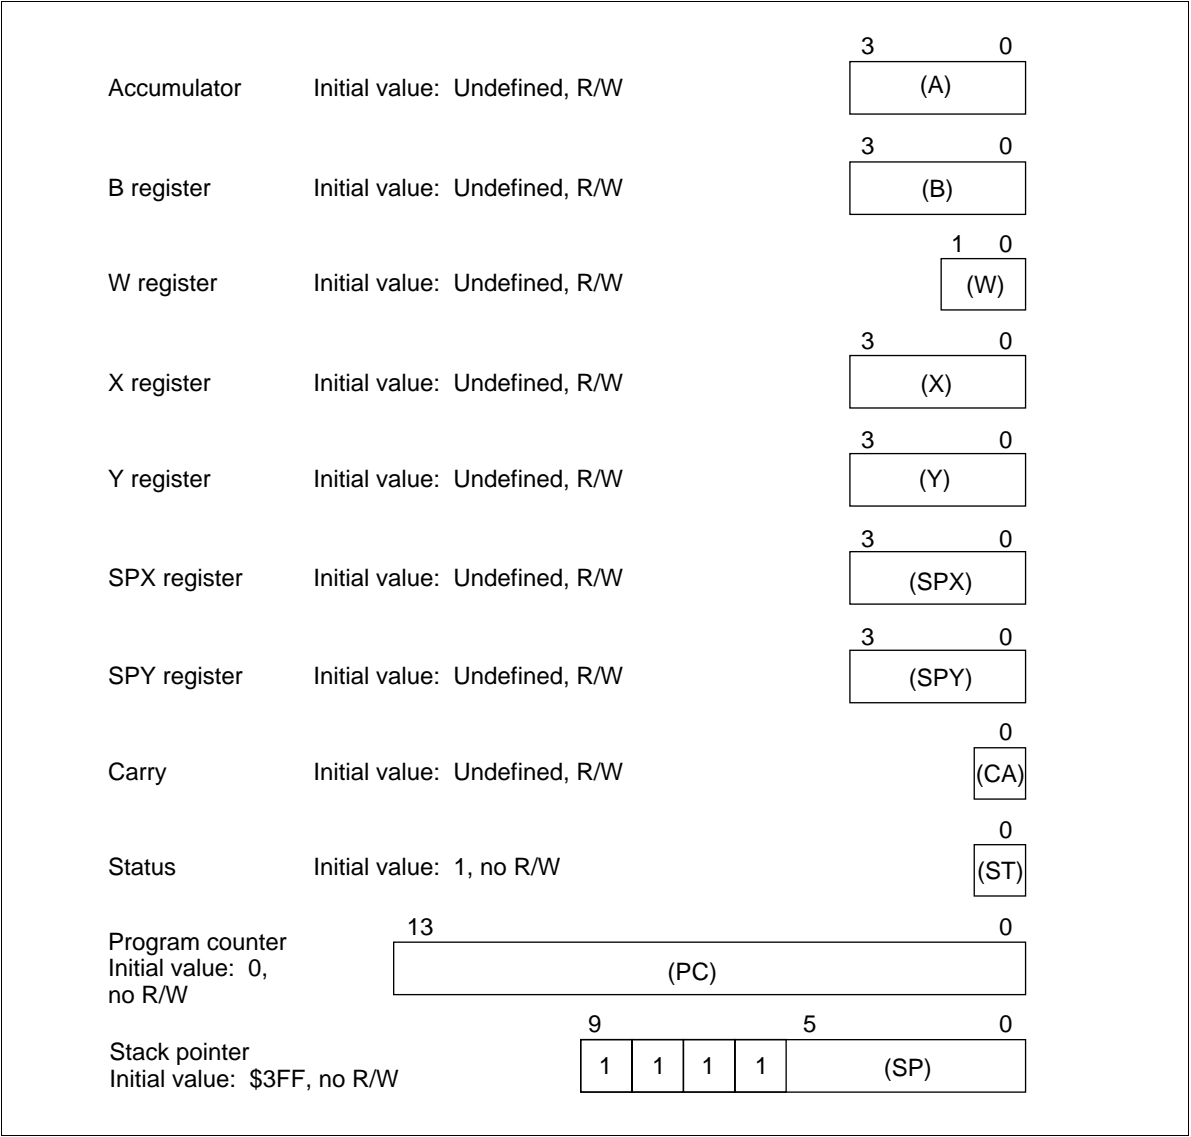 3 0
Accumulator Initial value: Undefined, R/W (A)
3 0
B register Initial value: Undefined, R/W (B)
1 0
W register Initial value: Undefined, R/W (W)
3 0
X register Initial value: Undefined, R/W (X)
3 0
Y register Initial value: Undefined, R/W (Y)
3 0
SPX register Initial value: Undefined, R/W (SPX)
3 0
SPY register Initial value: Undefined, R/W (SPY)
0
Carry Initial value: Undefined, R/W (CA)
0
Status Initial value: 1, no R/W (ST)
13 0
Program counter
Initial value: 0, (PC)
no R/W
9 5 0
Stack pointer
1 1 1 1 (SP)
Initial value: $3FF, no R/W